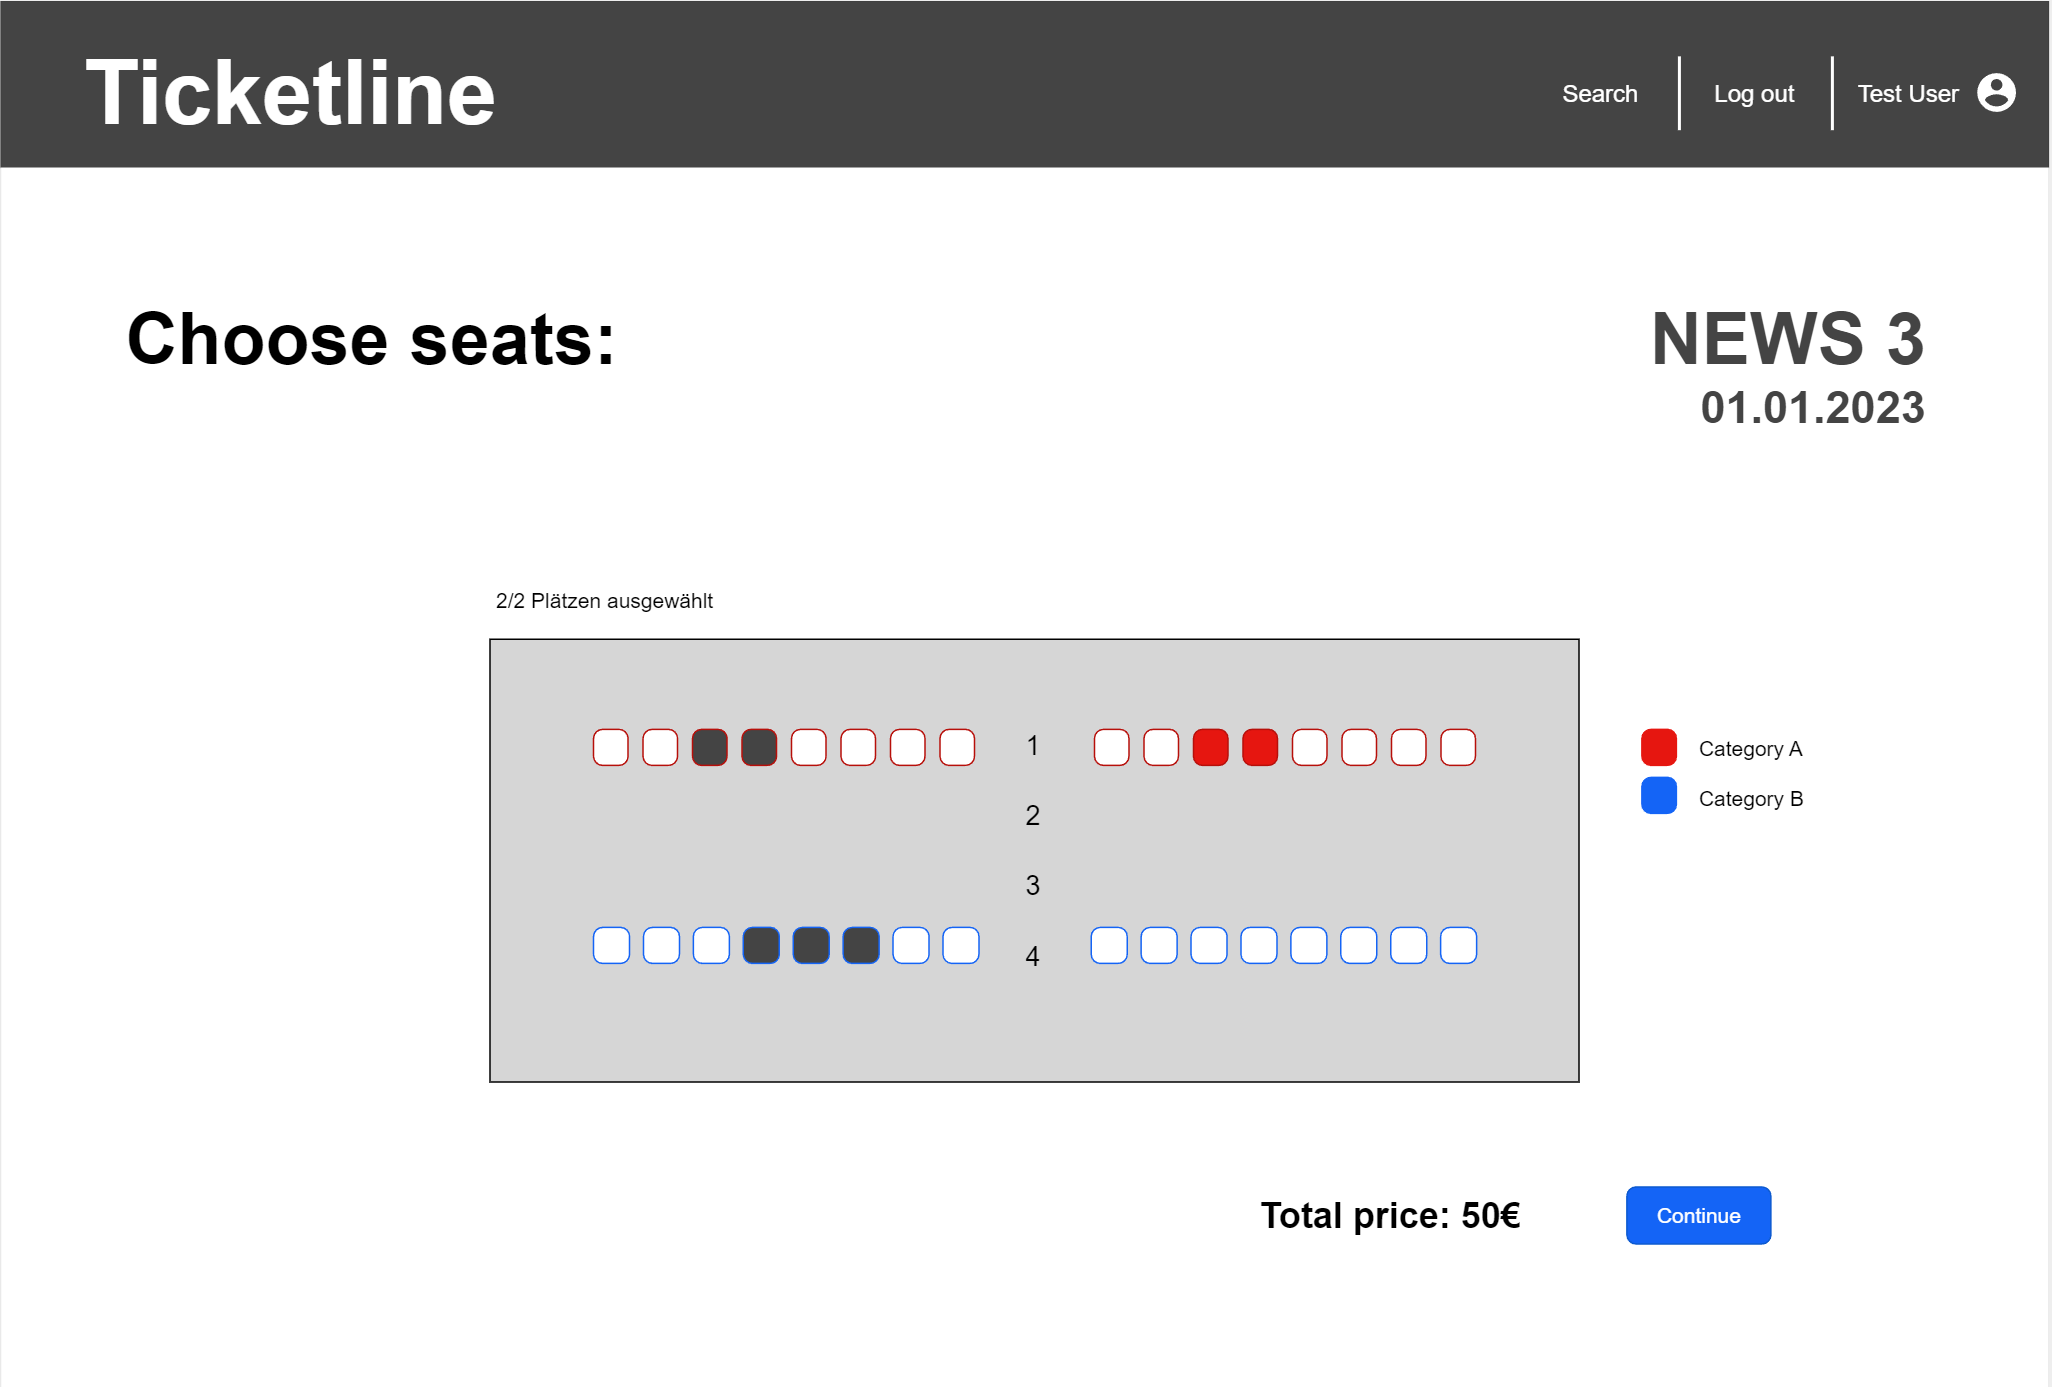 Ticketline
Search
Log out
Test User
Choose seats:
NEWS 3
01.01.2023
2/2 Plätzen ausgewählt
1
2
3
4
Category A
Category B
Total price: 50€
Continue